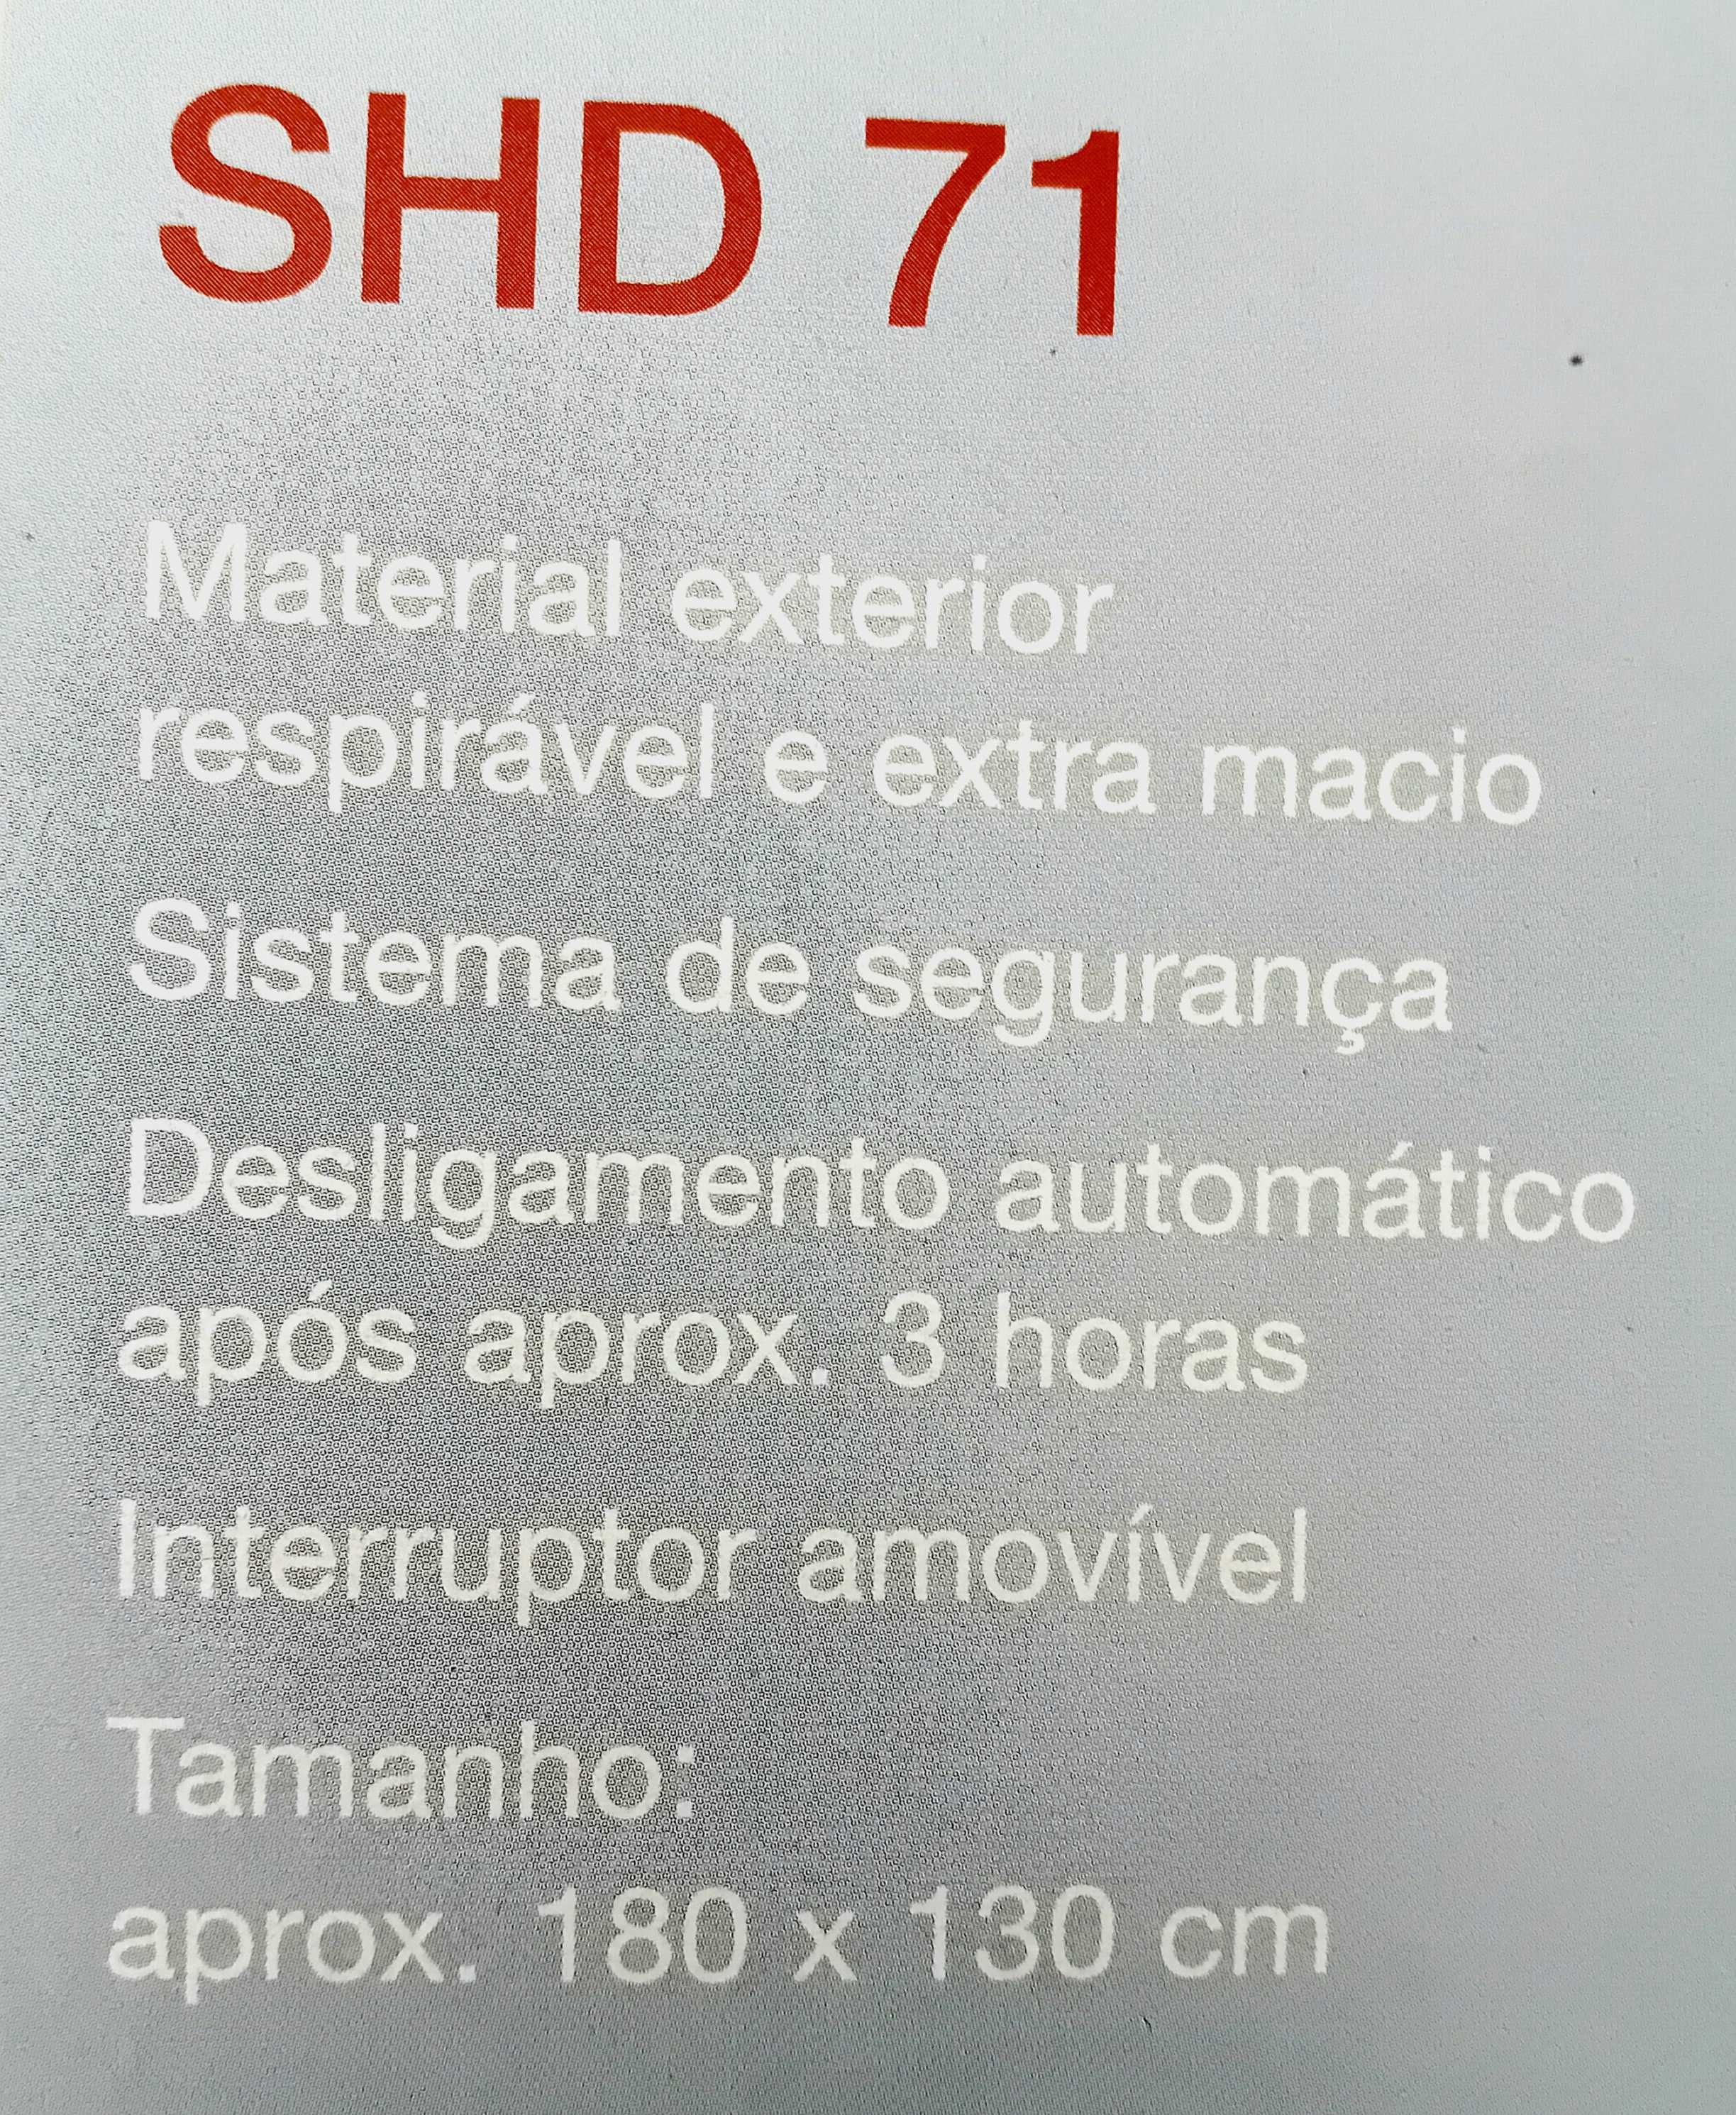 SHD 71
Material exterior
respirável e extra macio
Sistema de segurança
Desligamento automático
após aprox. 3 horas
Interruptor amovível
Tamanho:
aprox. 180 x 130 cm